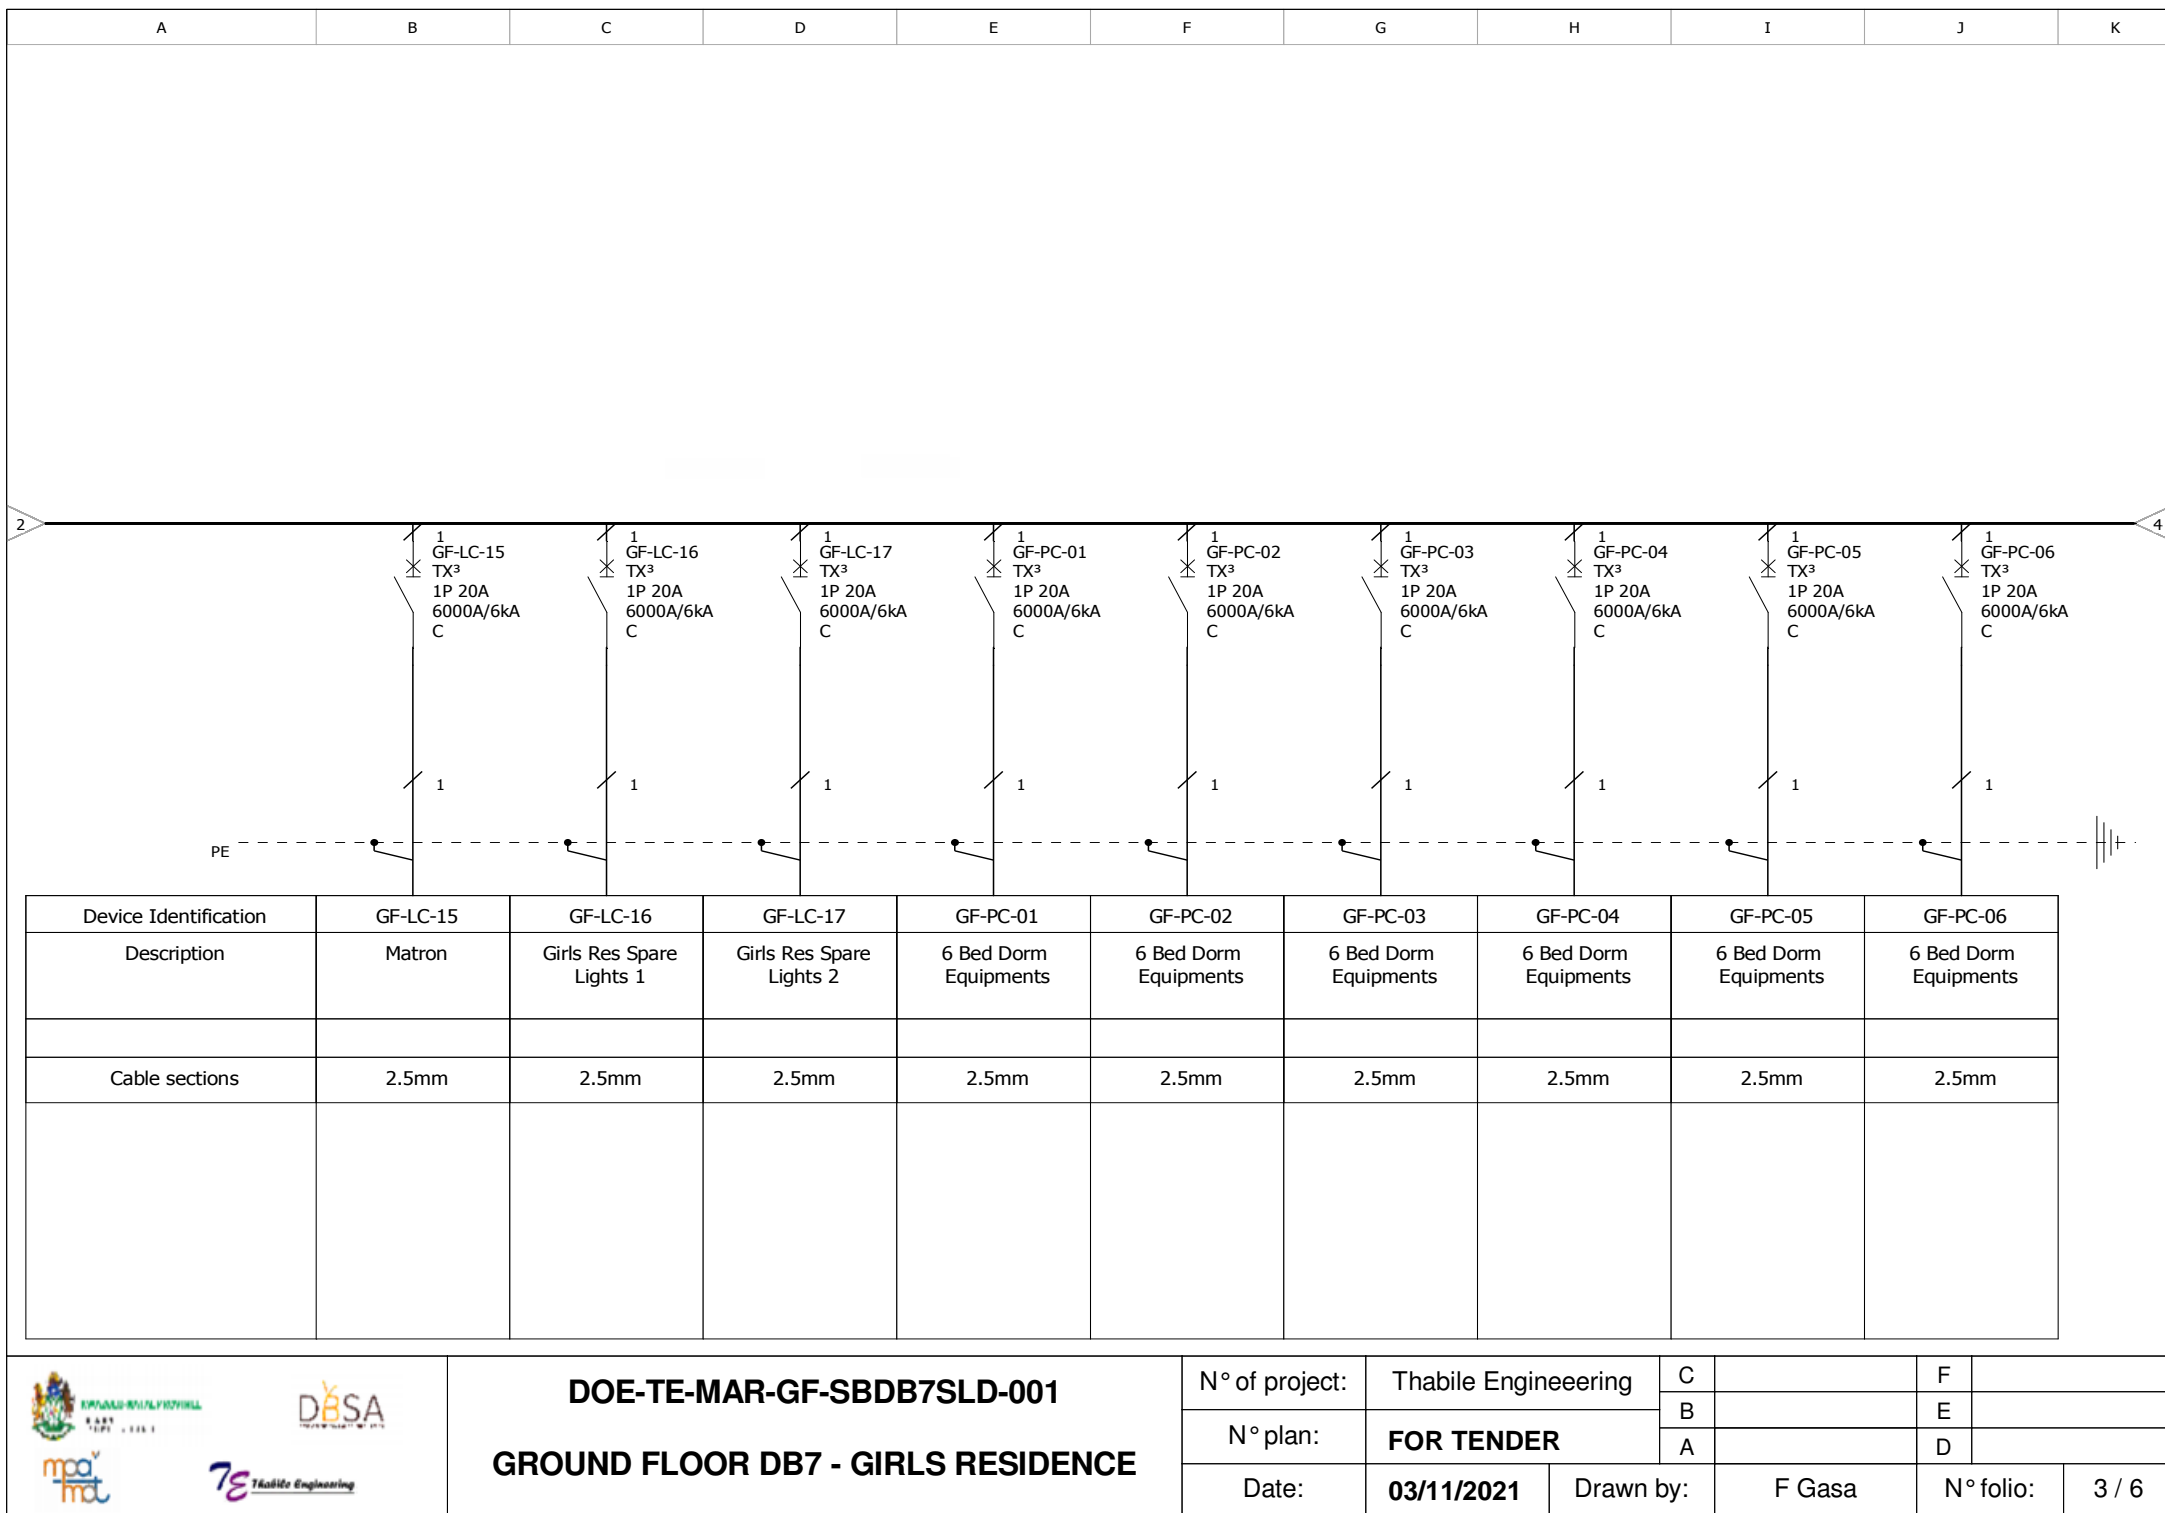 A B C D E F G H I J K
2 4
1 1 1 1 1 1 1 1 1
GF-LC-15 GF-LC-16 GF-LC-17 GF-PC-01 GF-PC-02 GF-PC-03 GF-PC-04 GF-PC-05 GF-PC-06
TX³ TX³ TX³ TX³ TX³ TX³ TX³ TX³ TX³
1P 20A 1P 20A 1P 20A 1P 20A 1P 20A 1P 20A 1P 20A 1P 20A 1P 20A
6000A/6kA 6000A/6kA 6000A/6kA 6000A/6kA 6000A/6kA 6000A/6kA 6000A/6kA 6000A/6kA 6000A/6kA
C C C C C C C C C
1 1 1 1 1 1 1 1 1
PE
Device Identification GF-LC-15 GF-LC-16 GF-LC-17 GF-PC-01 GF-PC-02 GF-PC-03 GF-PC-04 GF-PC-05 GF-PC-06
Description Matron Girls Res Spare Girls Res Spare 6 Bed Dorm 6 Bed Dorm 6 Bed Dorm 6 Bed Dorm 6 Bed Dorm 6 Bed Dorm
Lights 1 Lights 2 Equipments Equipments Equipments Equipments Equipments Equipments
Cable sections 2.5mm 2.5mm 2.5mm 2.5mm 2.5mm 2.5mm 2.5mm 2.5mm 2.5mm
DBSA
mpa
mot
TE Thabile Engineering
DOE-TE-MAR-GF-SBDB7SLD-001
GROUND FLOOR DB7 - GIRLS RESIDENCE
N° of project: Thabile Engineeering C F
B E
N° plan: FOR TENDER A D
Date: 03/11/2021 Drawn by: F Gasa N° folio: 3 / 6